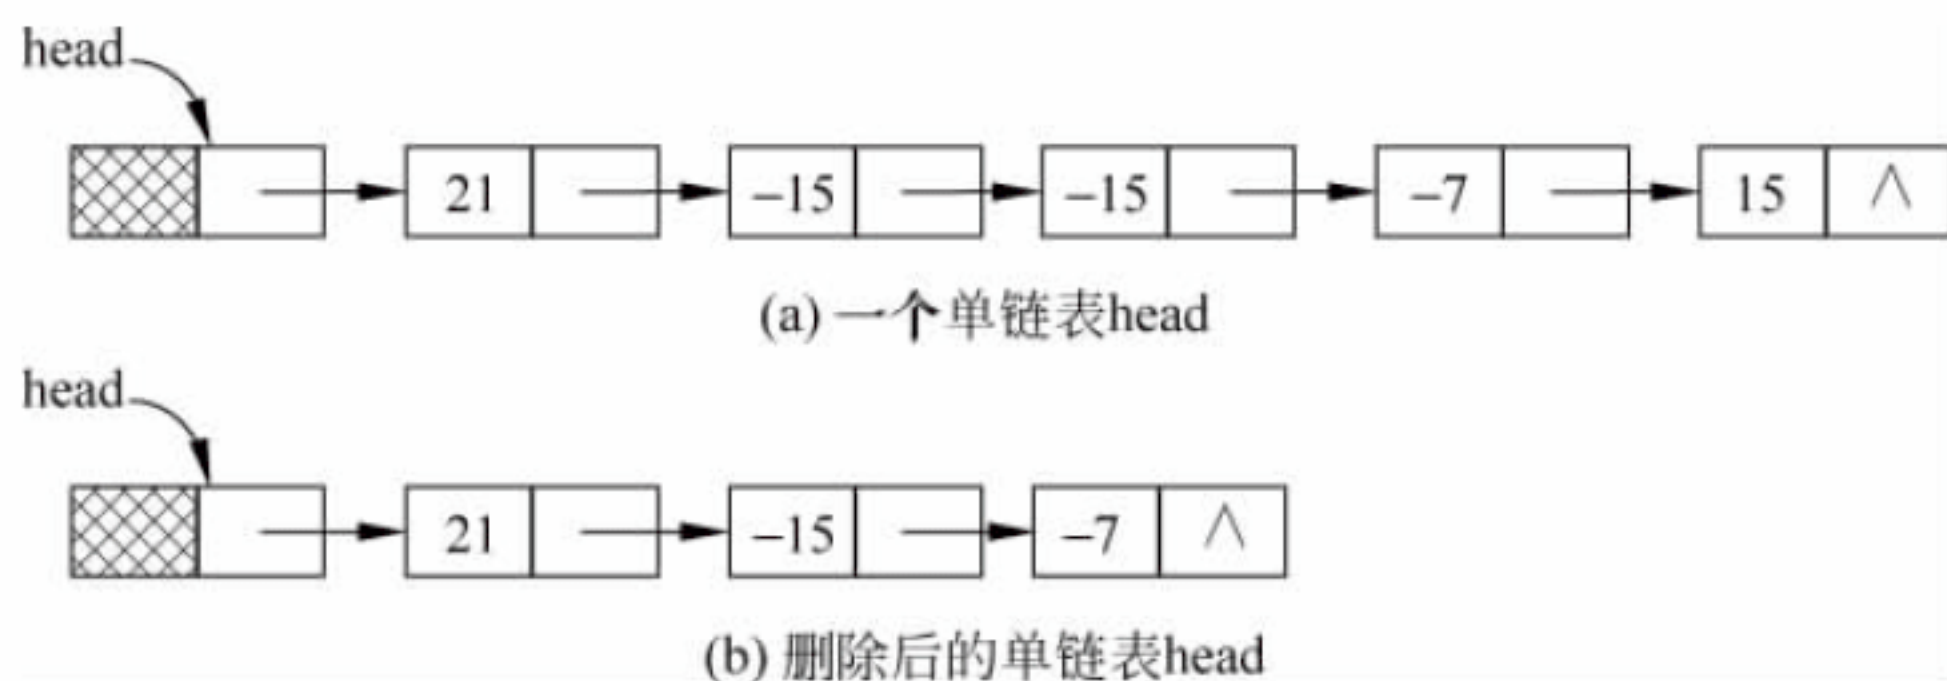 head
21 –15 –15 –7 15 ∧
(a) 一个单链表head
head
21 –15 –7 ∧
(b) 删除后的单链表head